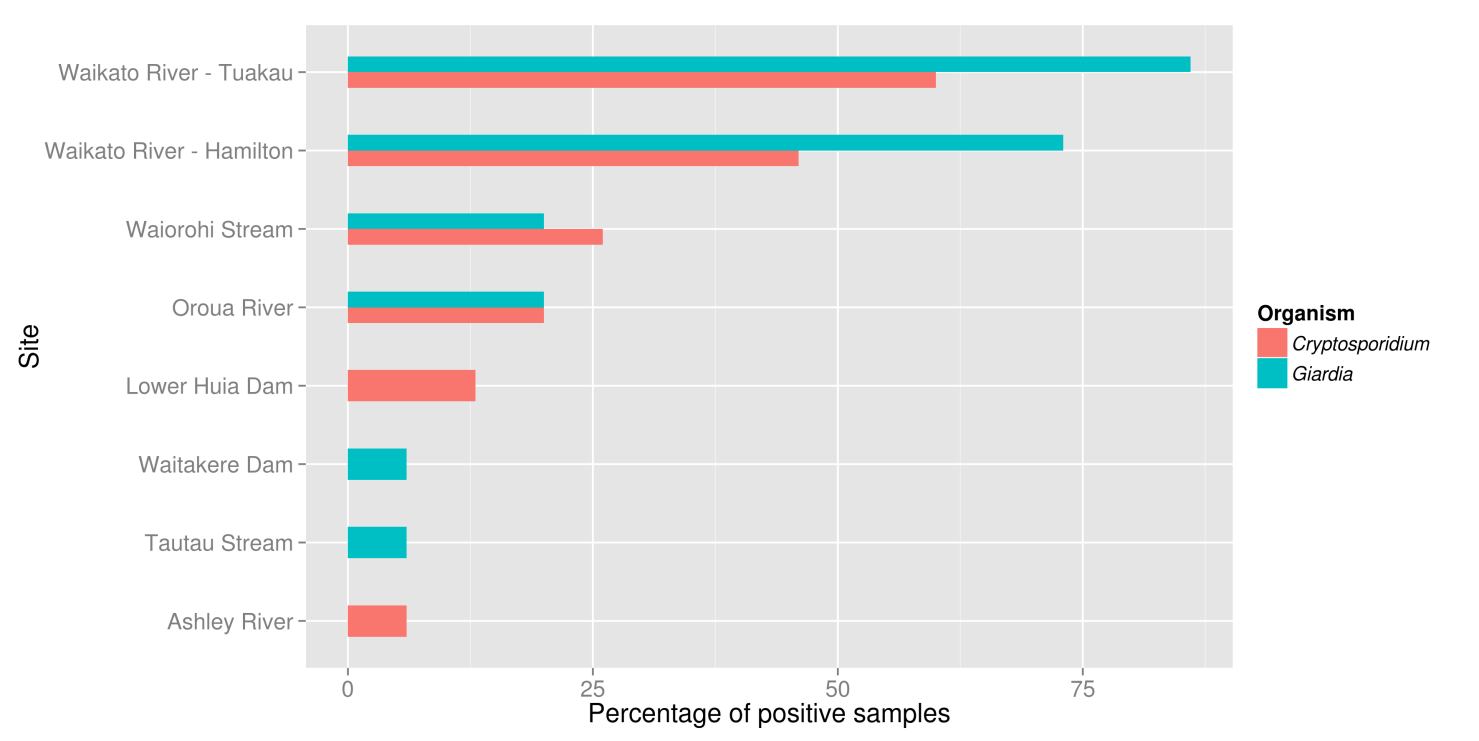 Waikato River - Tuakau
Waikato River - Hamilton
Waiorohi Stream
Oroua River
Lower Huia Dam
Waitakere Dam
Tautau Stream
Ashley River
Site
0 25 50 75
Percentage of positive samples
Organism
Cryptosporidium
Giardia